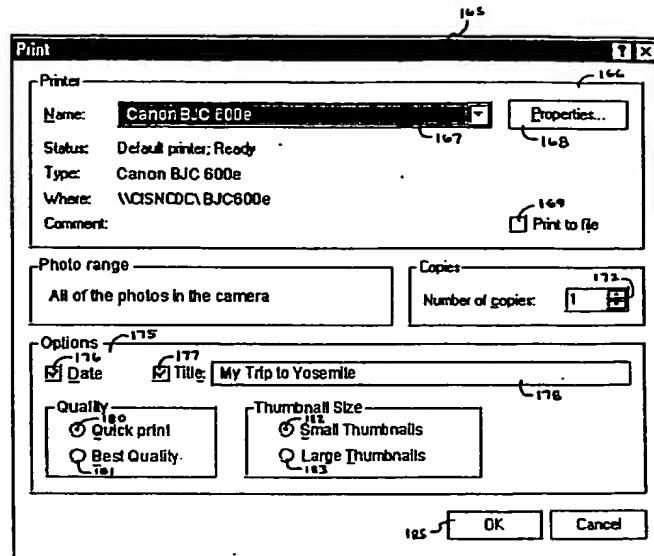 165
Print ? X
Printer 166
Name: Canon BJC 600e 167 Properties... 168
Status: Default printer; Ready
Type: Canon BJC 600e
Where: \\CISNCDC\BJC600e
Comment: 169 Print to file
Photo range
All of the photos in the camera
Copies 172
Number of copies: 1
Options 175
176 Date 177 Title: My Trip to Yosemite 178
Quality
180 Quick print
Best Quality 181
Thumbnail Size
182 Small Thumbnails
Large Thumbnails 183
185 OK Cancel